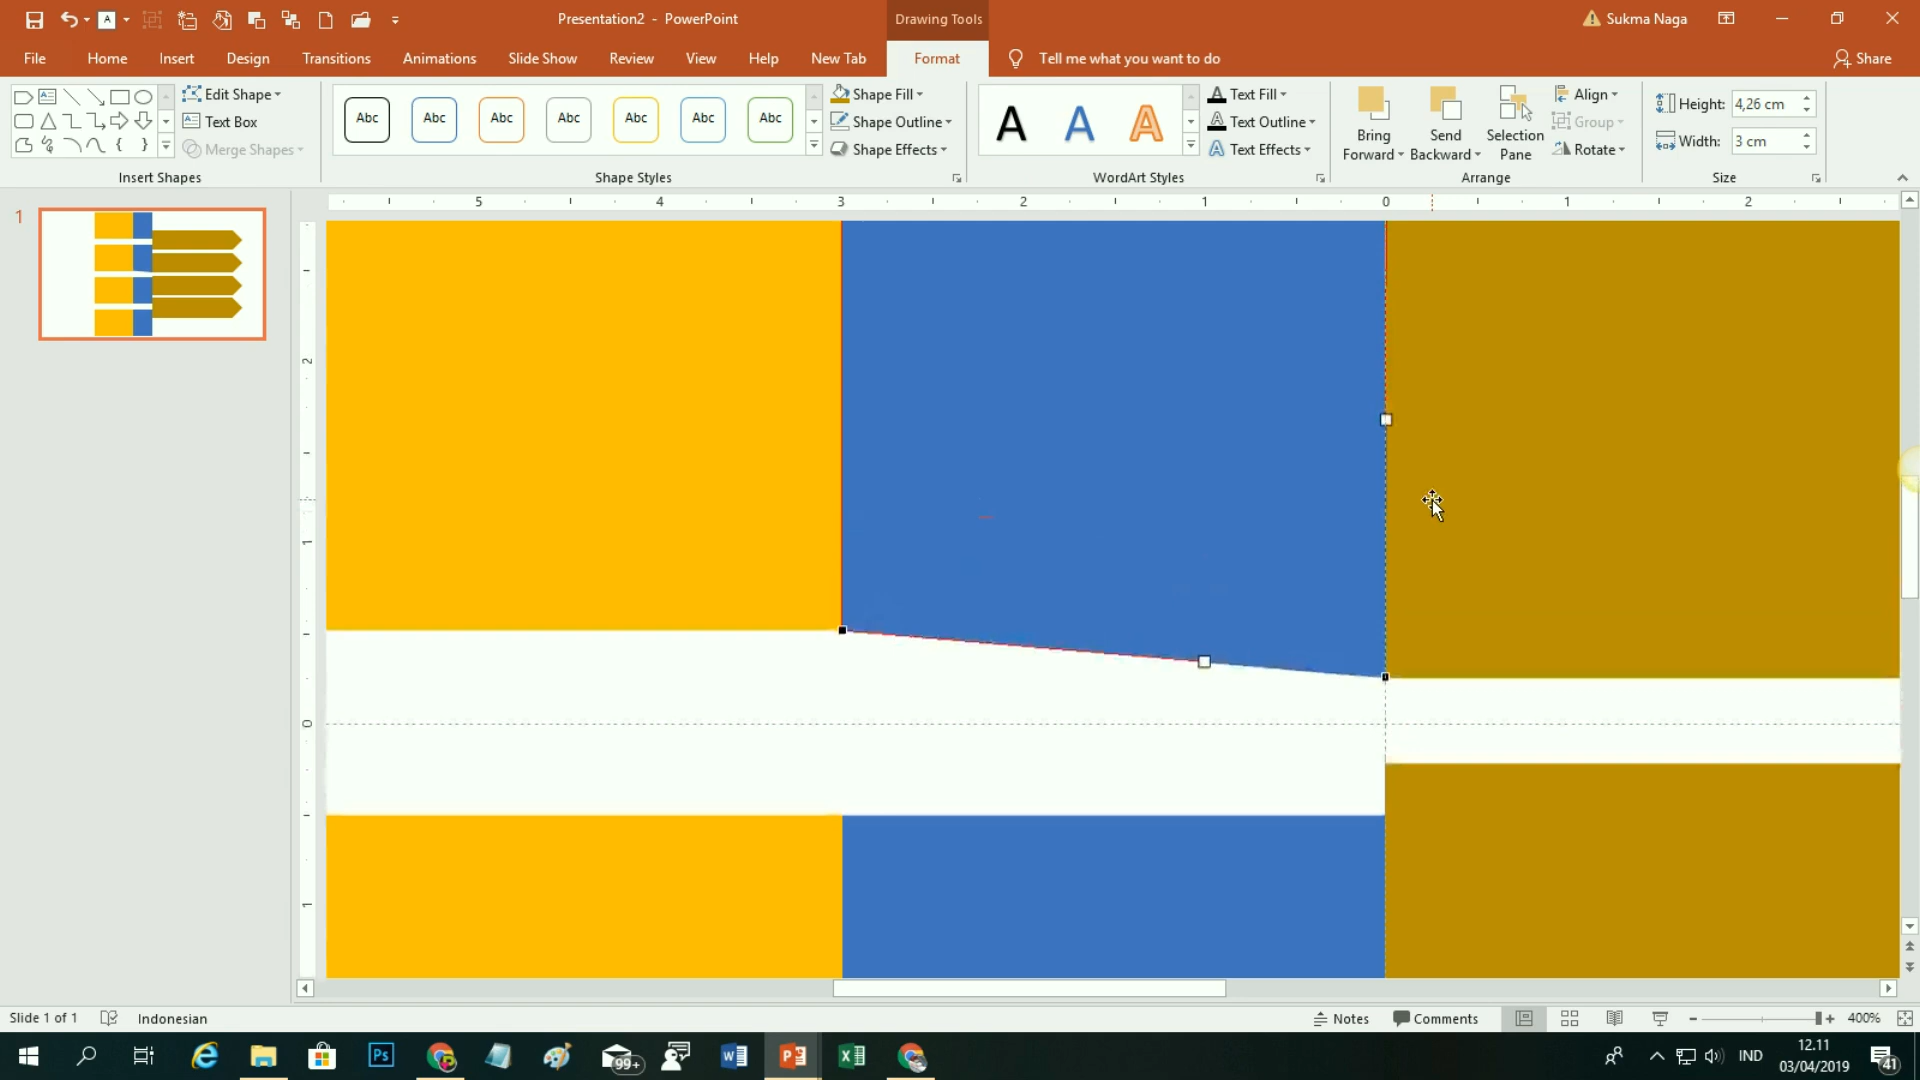 Presentation2 - PowerPoint
Drawing Tools
Sukma Naga
File Home Insert Design Transitions Animations Slide Show Review View Help New Tab Format Tell me what you want to do Share
Edit Shape
Text Box
Merge Shapes
Insert Shapes
Abc Abc Abc Abc Abc Abc Abc
Shape Fill
Shape Outline
Shape Effects
Shape Styles
A A A
Text Fill
Text Outline
Text Effects
WordArt Styles
Bring Forward
Send Backward
Selection Pane
Align
Group
Rotate
Arrange
Height: 4,26 cm
Width: 3 cm
Size
5 4 3 2 1 0 1 2
1
2
1
0
1
Slide 1 of 1 Indonesian Notes Comments 400%
99+
IND
12.11
03/04/2019
41